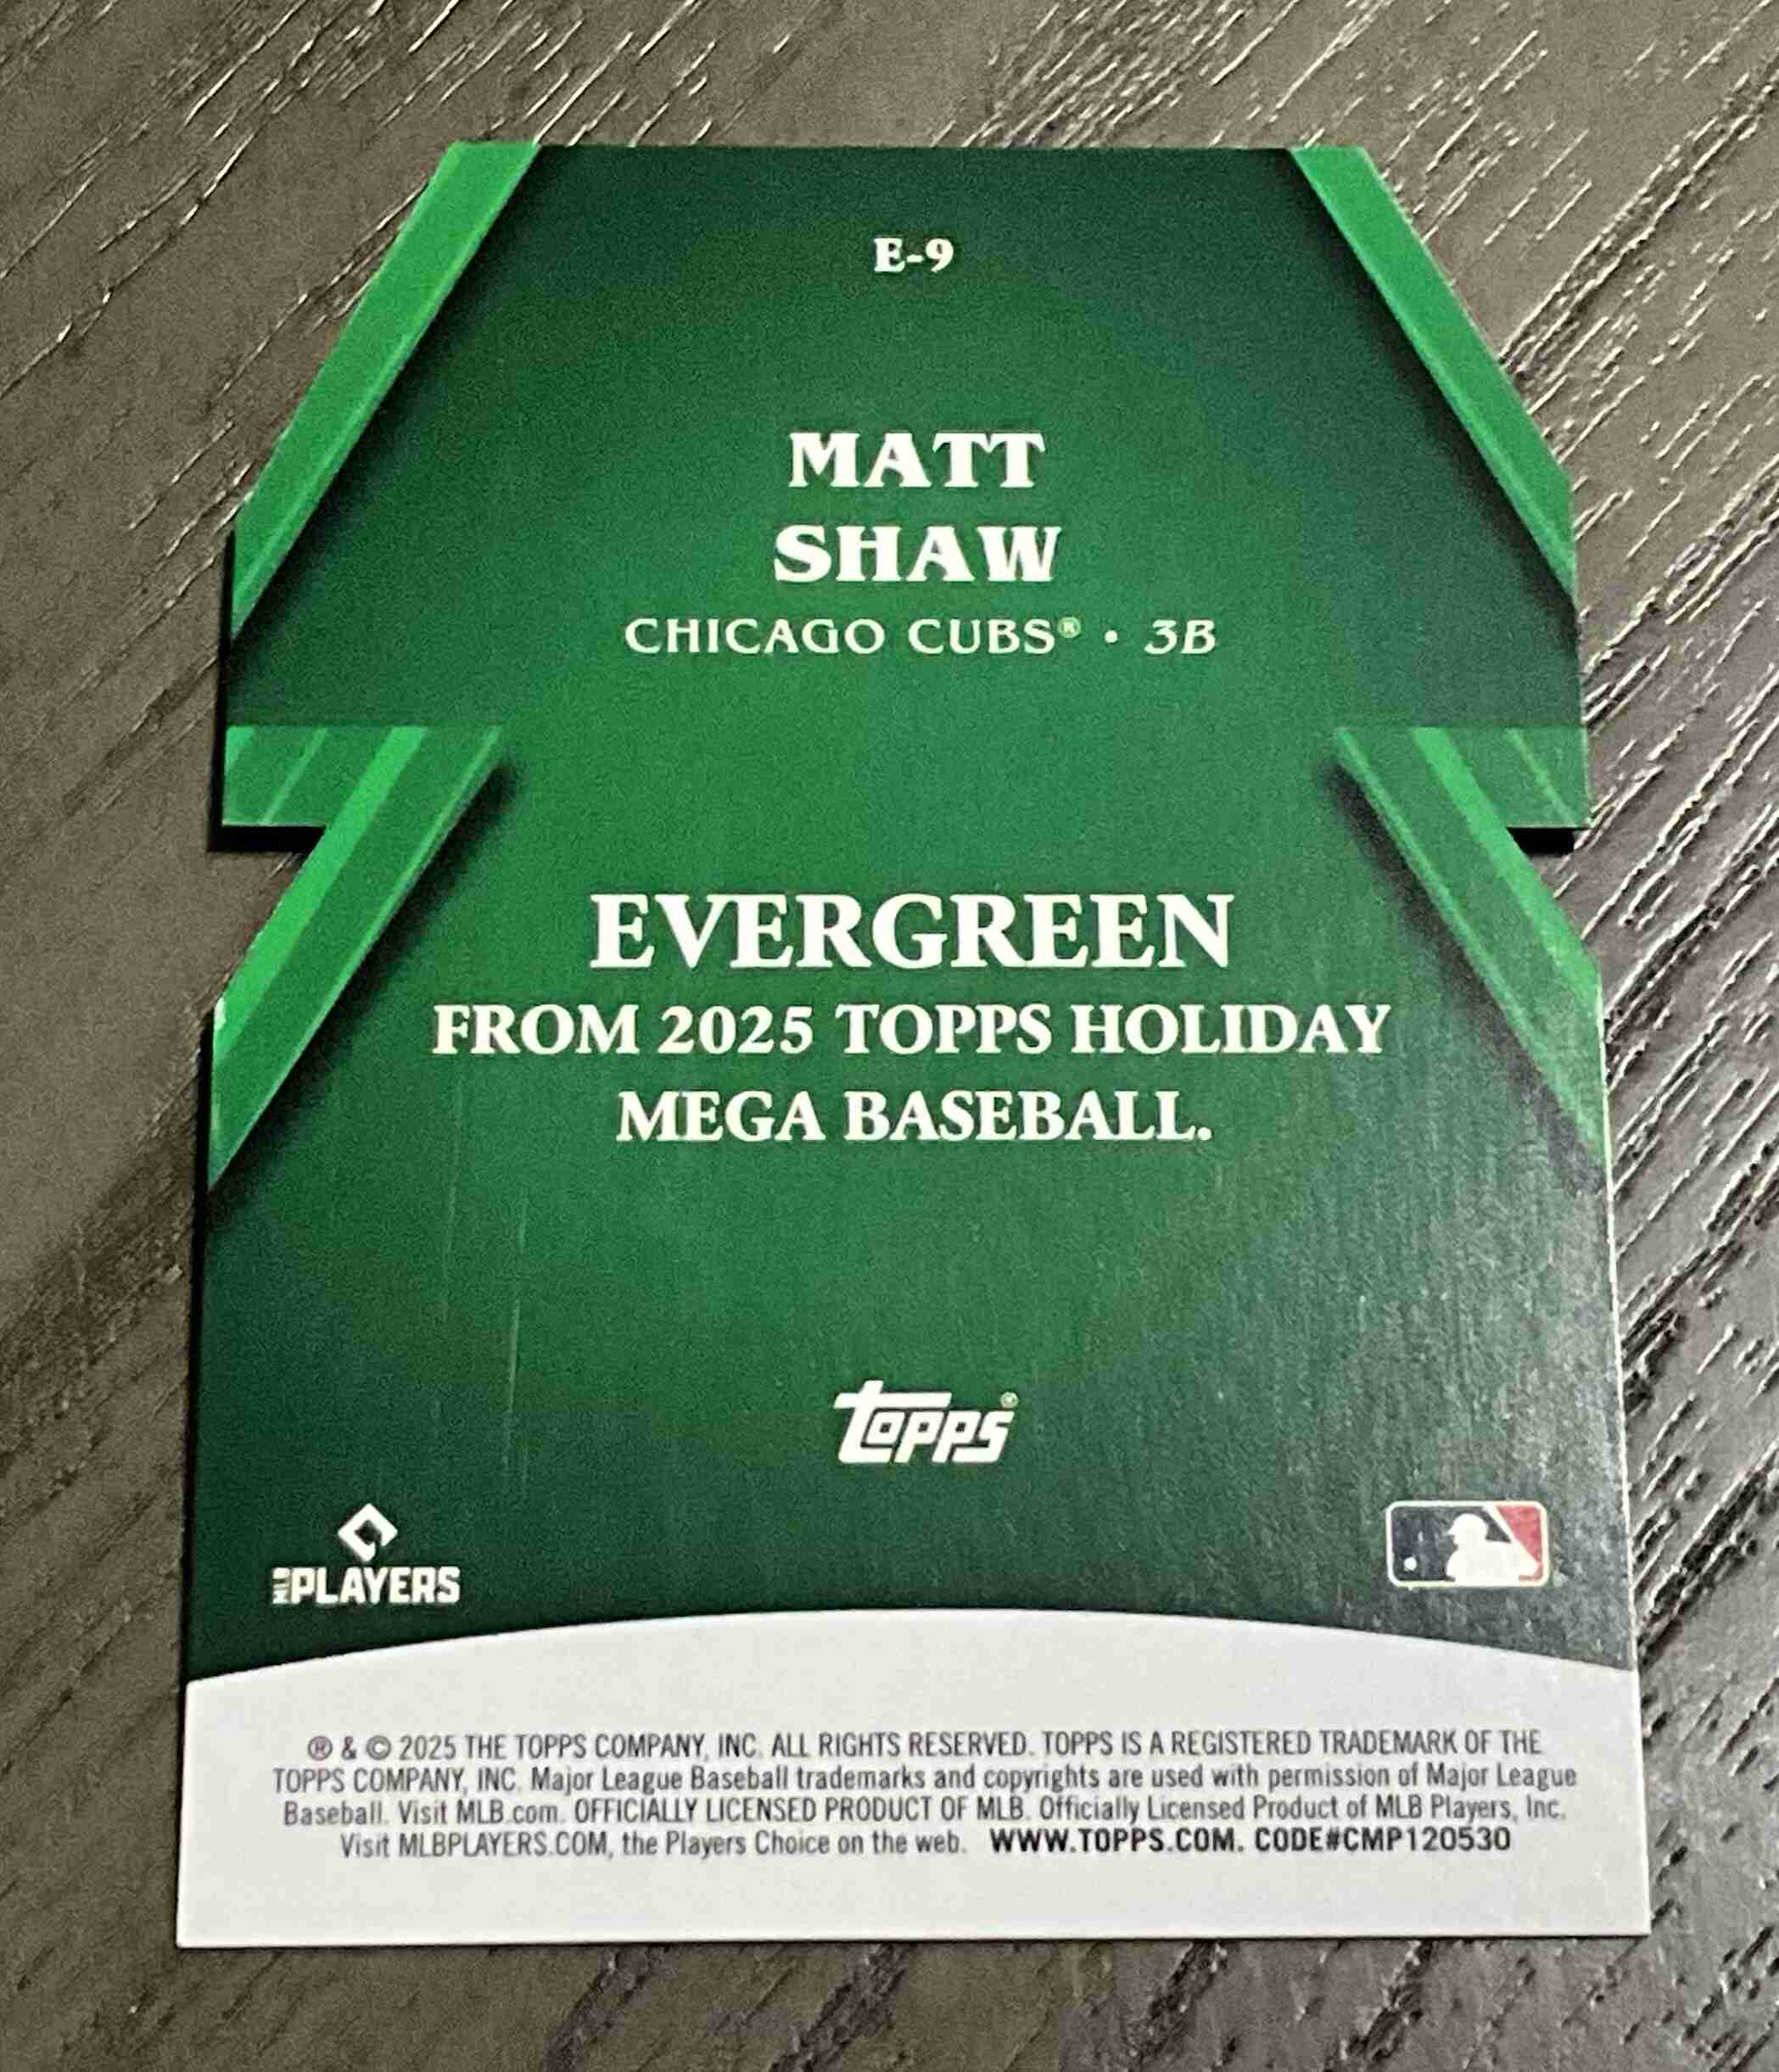 E-9
MATT
SHAW
CHICAGO CUBS® · 3B
EVERGREEN
FROM 2025 TOPPS HOLIDAY
MEGA BASEBALL.
topps®
MLB PLAYERS
® & © 2025 THE TOPPS COMPANY, INC. ALL RIGHTS RESERVED. TOPPS IS A REGISTERED TRADEMARK OF THE
TOPPS COMPANY, INC. Major League Baseball trademarks and copyrights are used with permission of Major League
Baseball. Visit MLB.com. OFFICIALLY LICENSED PRODUCT OF MLB. Officially Licensed Product of MLB Players, Inc.
Visit MLBPLAYERS.COM, the Players Choice on the web. WWW.TOPPS.COM. CODE#CMP120530